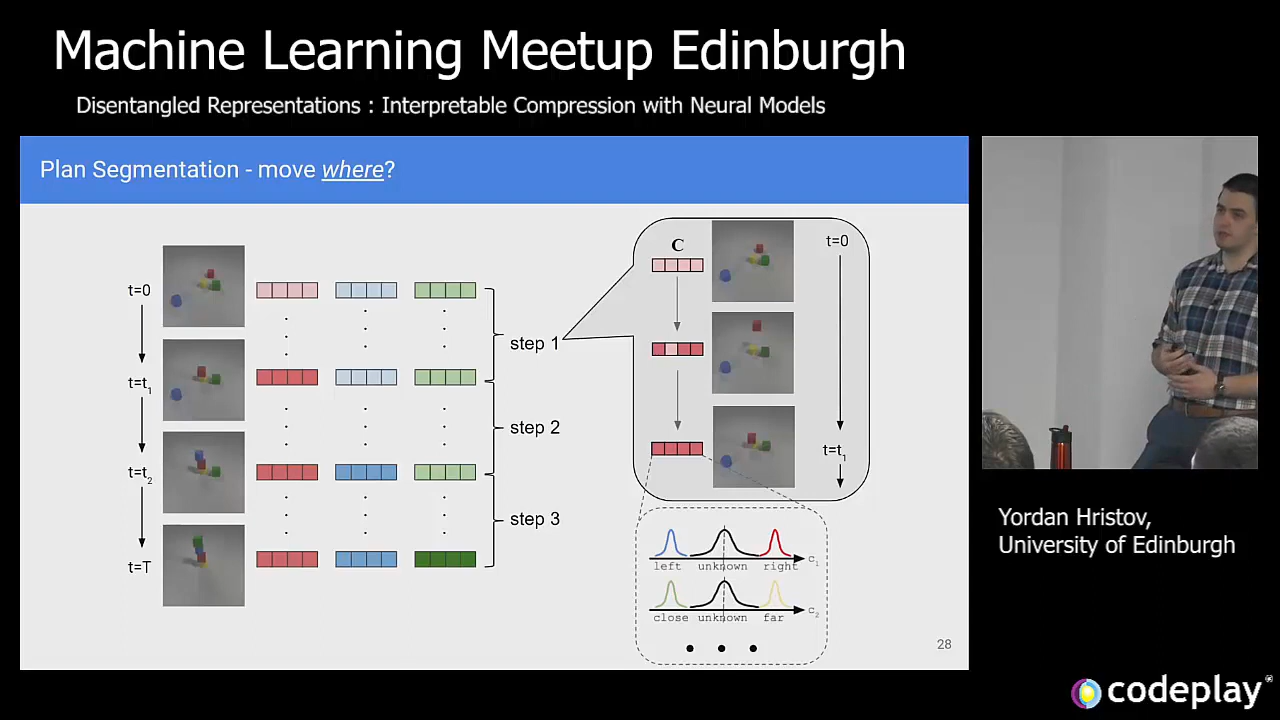 Machine Learning Meetup Edinburgh
Disentangled Representations : Interpretable Compression with Neural Models
Plan Segmentation - move where?
t=0
t=t1
t=t2
t=T
step 1
step 2
step 3
C
t=0
t=t1
left unknown right c1
close unknown far c2
28
Yordan Hristov,
University of Edinburgh
codeplay